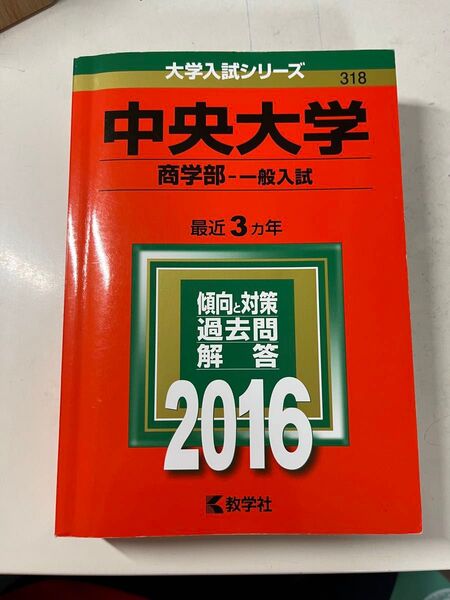 大学入試シリーズ
318
中央大学
商学部-一般入試
最近3カ年
傾向と対策
過去問
解答
2016
教学社